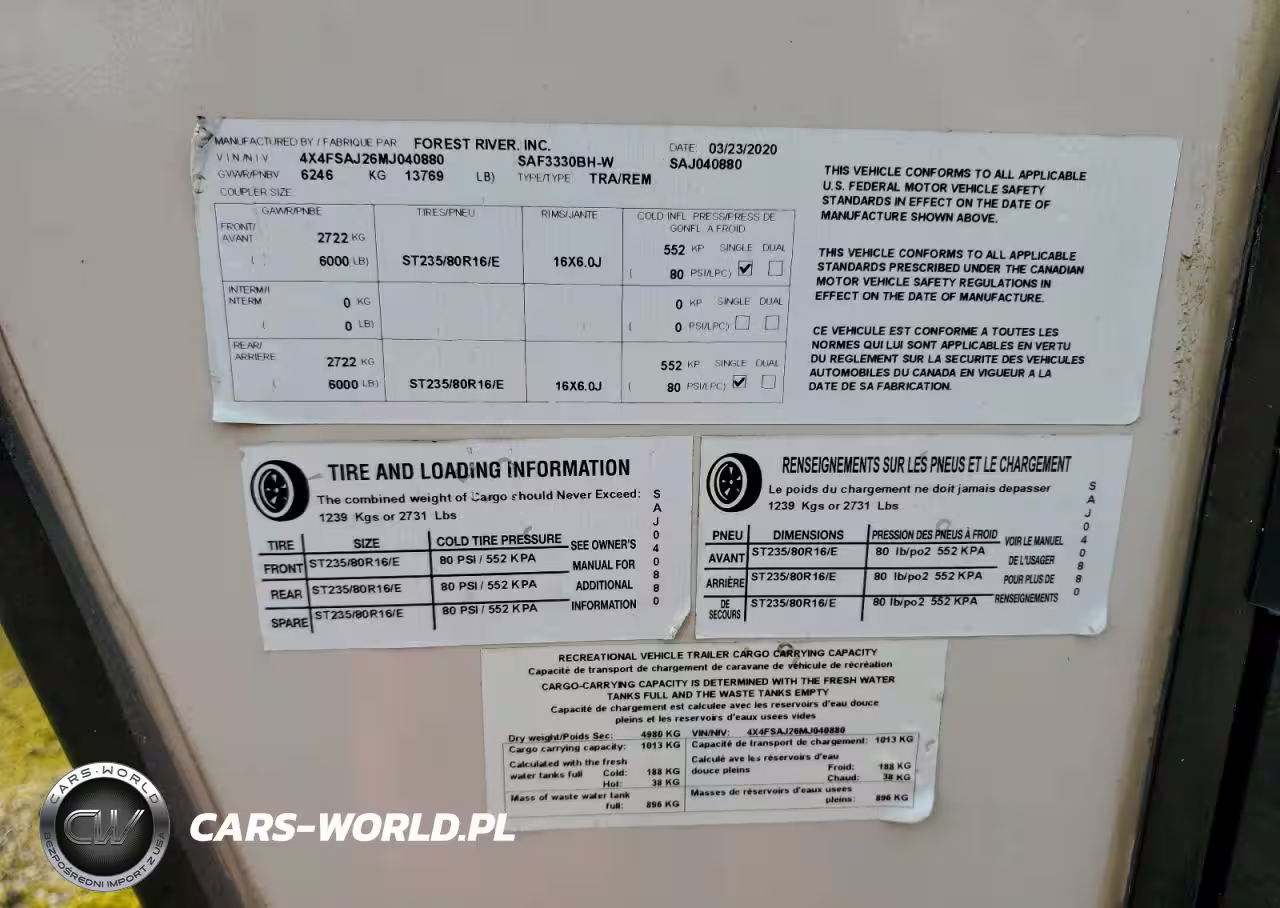 MANUFACTURED BY / FABRIQUE PAR FOREST RIVER, INC. DATE: 03/23/2020
VIN/NIV 4X4FSAJ26MJ040880 SAF3330BH-W SAJ040880
GVWR/PNBV 6246 KG 13769 LB) TYPE/TYPE: TRA/REM
COUPLER SIZE
GAWR/PNBE TIRES/PNEU RIMS/JANTE COLD INFL PRESS/PRESS DE
GONFL A FROID
FRONT/
AVANT 2722 KG 552 KP SINGLE DUAL
( 6000 LB) ST235/80R16/E 16X6.0J ( 80 PSI/LPC)
INTERM/I
NTERM 0 KG 0 KP SINGLE DUAL
( 0 LB) ( 0 PSI/LPC)
REAR/
ARRIERE 2722 KG 552 KP SINGLE DUAL
( 6000 LB) ST235/80R16/E 16X6.0J ( 80 PSI/LPC)
THIS VEHICLE CONFORMS TO ALL APPLICABLE
U.S. FEDERAL MOTOR VEHICLE SAFETY
STANDARDS IN EFFECT ON THE DATE OF
MANUFACTURE SHOWN ABOVE.
THIS VEHICLE CONFORMS TO ALL APPLICABLE
STANDARDS PRESCRIBED UNDER THE CANADIAN
MOTOR VEHICLE SAFETY REGULATIONS IN
EFFECT ON THE DATE OF MANUFACTURE.
CE VEHICULE EST CONFORME A TOUTES LES
NORMES QUI LUI SONT APPLICABLES EN VERTU
DU REGLEMENT SUR LA SECURITE DES VEHICULES
AUTOMOBILES DU CANADA EN VIGUEUR A LA
DATE DE SA FABRICATION.
TIRE AND LOADING INFORMATION
The combined weight of Cargo should Never Exceed:
1239 Kgs or 2731 Lbs
TIRE SIZE COLD TIRE PRESSURE
FRONT ST235/80R16/E 80 PSI / 552 KPA
REAR ST235/80R16/E 80 PSI / 552 KPA
SPARE ST235/80R16/E 80 PSI / 552 KPA
SEE OWNER'S
MANUAL FOR
ADDITIONAL
INFORMATION
SAJ040880
RENSEIGNEMENTS SUR LES PNEUS ET LE CHARGEMENT
Le poids du chargement ne doit jamais depasser
1239 Kgs or 2731 Lbs
PNEU DIMENSIONS PRESSION DES PNEUS À FROID
AVANT ST235/80R16/E 80 lb/po2 552 KPA
ARRIÈRE ST235/80R16/E 80 lb/po2 552 KPA
DE
SECOURS ST235/80R16/E 80 lb/po2 552 KPA
VOIR LE MANUEL
DE L'USAGER
POUR PLUS DE
RENSEIGNEMENTS
SAJ040880
RECREATIONAL VEHICLE TRAILER CARGO CARRYING CAPACITY
Capacité de transport de chargement de caravane de véhicule de récréation
CARGO-CARRYING CAPACITY IS DETERMINED WITH THE FRESH WATER
TANKS FULL AND THE WASTE TANKS EMPTY
Capacité de chargement est calculee avec les reservoirs d'eau douce
pleins et les reservoirs d'eaux usees vides
Dry weight/Poids Sec: 4980 KG VIN/NIV: 4X4FSAJ26MJ040880
Cargo carrying capacity: 1013 KG Capacité de transport de chargement: 1013 KG
Calculated with the fresh
water tanks full Cold: 188 KG
Hot: 38 KG
Calculé ave les réservoirs d'eau
douce pleins Froid: 188 KG
Chaud: 38 KG
Mass of waste water tank
full: 896 KG
Masses de réservoirs d'eaux usees
pleins: 896 KG
CARS-WORLD
CW
BEZPOŚREDNI IMPORT Z USA
CARS-WORLD.PL